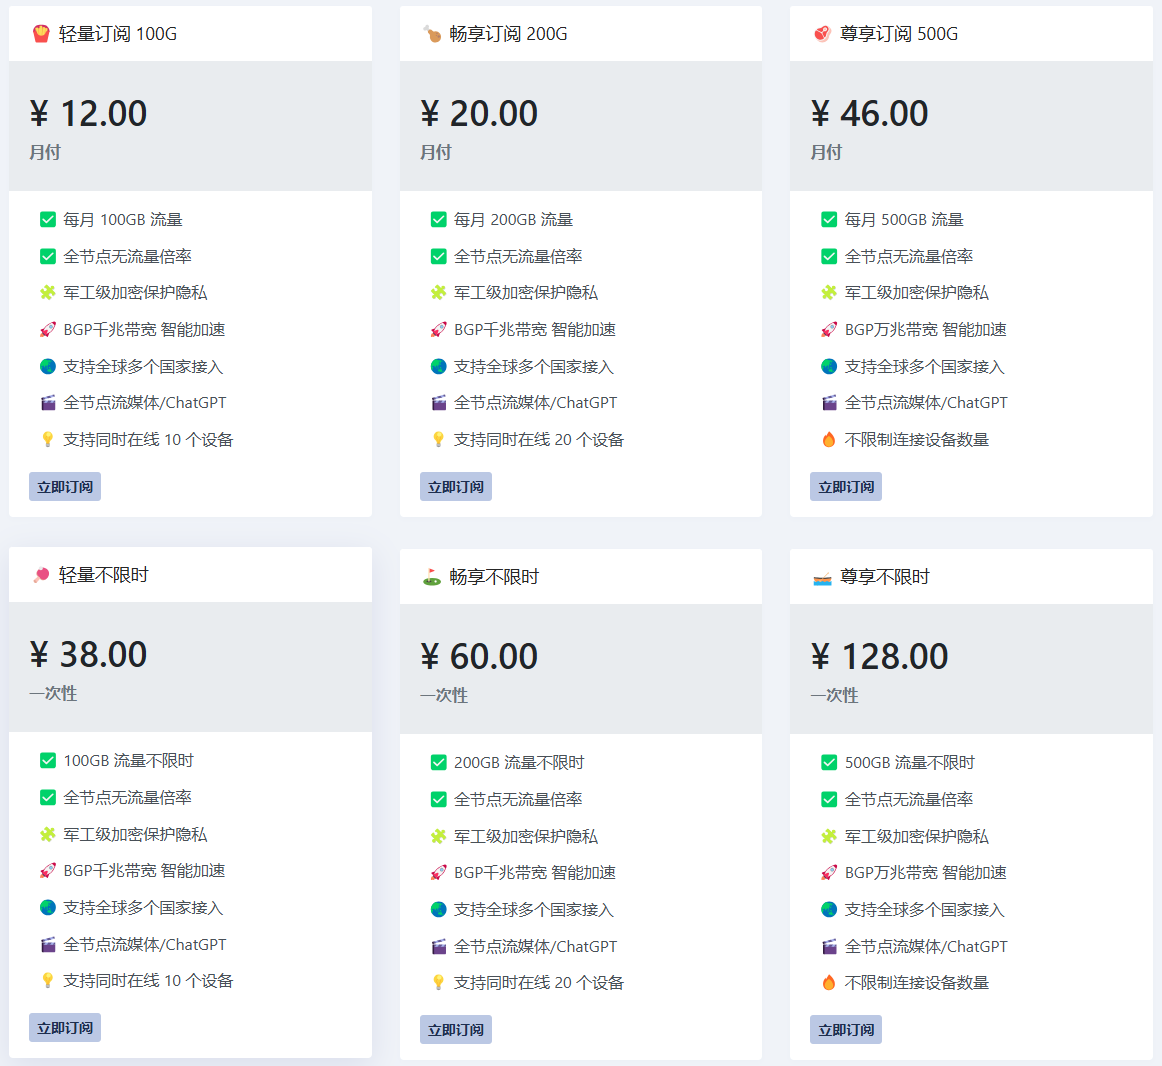 轻量订阅 100G
¥ 12.00
月付
每月 100GB 流量
全节点无流量倍率
军工级加密保护隐私
BGP千兆带宽 智能加速
支持全球多个国家接入
全节点流媒体/ChatGPT
支持同时在线 10 个设备
立即订阅
畅享订阅 200G
¥ 20.00
月付
每月 200GB 流量
全节点无流量倍率
军工级加密保护隐私
BGP千兆带宽 智能加速
支持全球多个国家接入
全节点流媒体/ChatGPT
支持同时在线 20 个设备
立即订阅
尊享订阅 500G
¥ 46.00
月付
每月 500GB 流量
全节点无流量倍率
军工级加密保护隐私
BGP万兆带宽 智能加速
支持全球多个国家接入
全节点流媒体/ChatGPT
不限制连接设备数量
立即订阅
轻量不限时
¥ 38.00
一次性
100GB 流量不限时
全节点无流量倍率
军工级加密保护隐私
BGP千兆带宽 智能加速
支持全球多个国家接入
全节点流媒体/ChatGPT
支持同时在线 10 个设备
立即订阅
畅享不限时
¥ 60.00
一次性
200GB 流量不限时
全节点无流量倍率
军工级加密保护隐私
BGP千兆带宽 智能加速
支持全球多个国家接入
全节点流媒体/ChatGPT
支持同时在线 20 个设备
立即订阅
尊享不限时
¥ 128.00
一次性
500GB 流量不限时
全节点无流量倍率
军工级加密保护隐私
BGP万兆带宽 智能加速
支持全球多个国家接入
全节点流媒体/ChatGPT
不限制连接设备数量
立即订阅